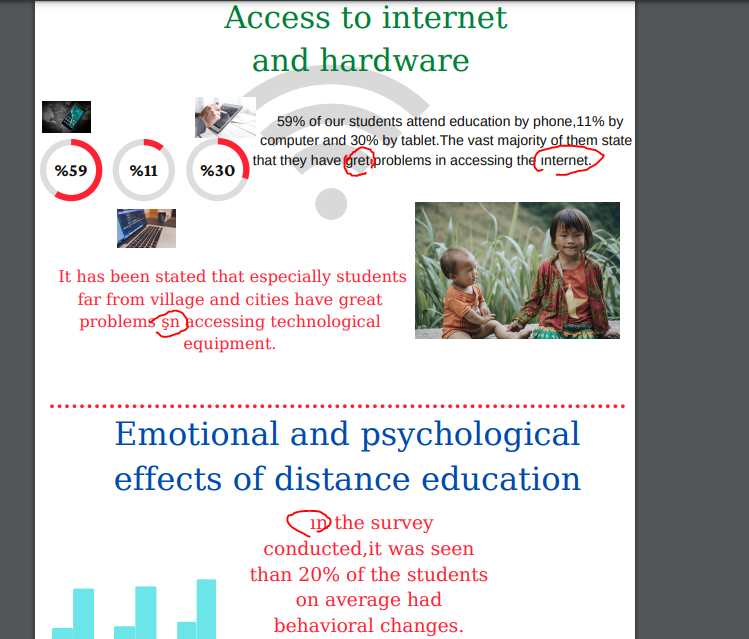 Access to internet
and hardware
59% of our students attend education by phone,11% by
computer and 30% by tablet.The vast majority of them state
that they have gret problems in accessing the ınternet.
%59
%11
%30
It has been stated that especially students
far from village and cities have great
problems şn accessing technological
equipment.
Emotional and psychological
effects of distance education
ın the survey
conducted,it was seen
than 20% of the students
on average had
behavioral changes.